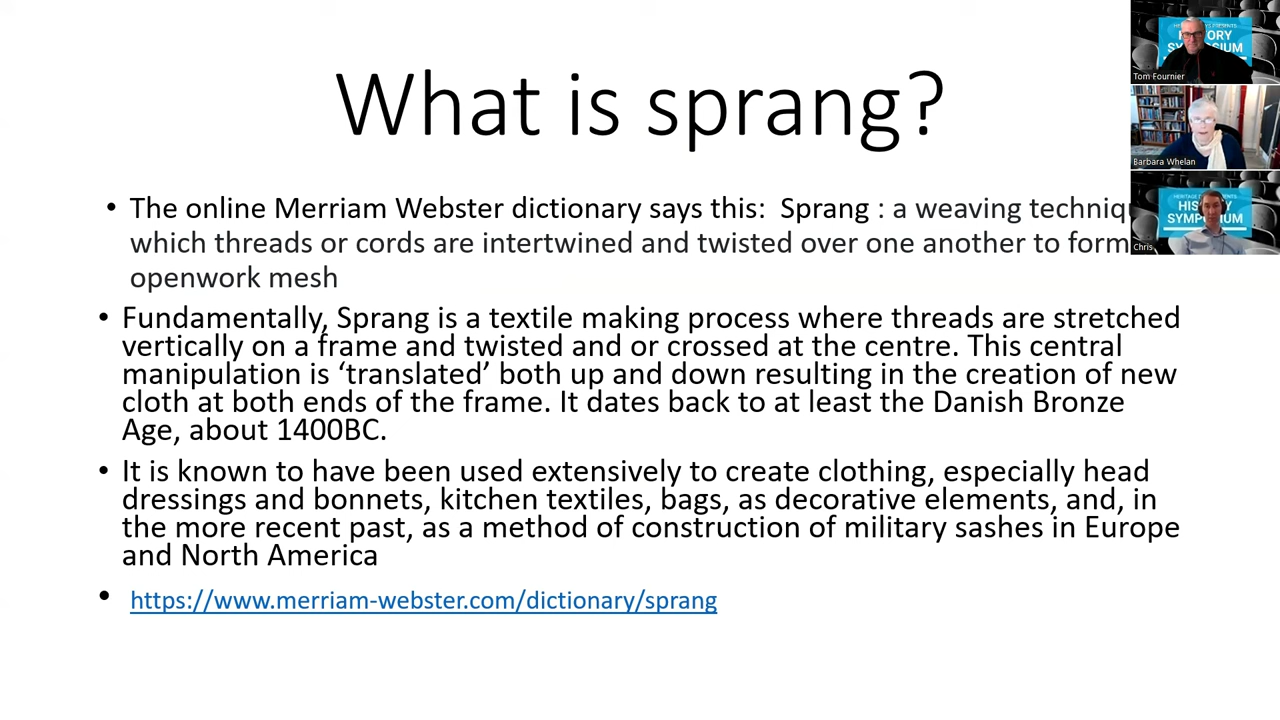 What is sprang?
• The online Merriam Webster dictionary says this:  Sprang : a weaving
which threads or cords are intertwined and twisted over one another to form
openwork mesh
• Fundamentally, Sprang is a textile making process where threads are stretched
vertically on a frame and twisted and or crossed at the centre. This central
manipulation is ‘translated’ both up and down resulting in the creation of new
cloth at both ends of the frame. It dates back to at least the Danish Bronze
Age, about 1400BC.
• It is known to have been used extensively to create clothing, especially head
dressings and bonnets, kitchen textiles, bags, as decorative elements, and, in
the more recent past, as a method of construction of military sashes in Europe
and North America
• https://www.merriam-webster.com/dictionary/sprang
Tom Fournier
Barbara Whelan
Chris